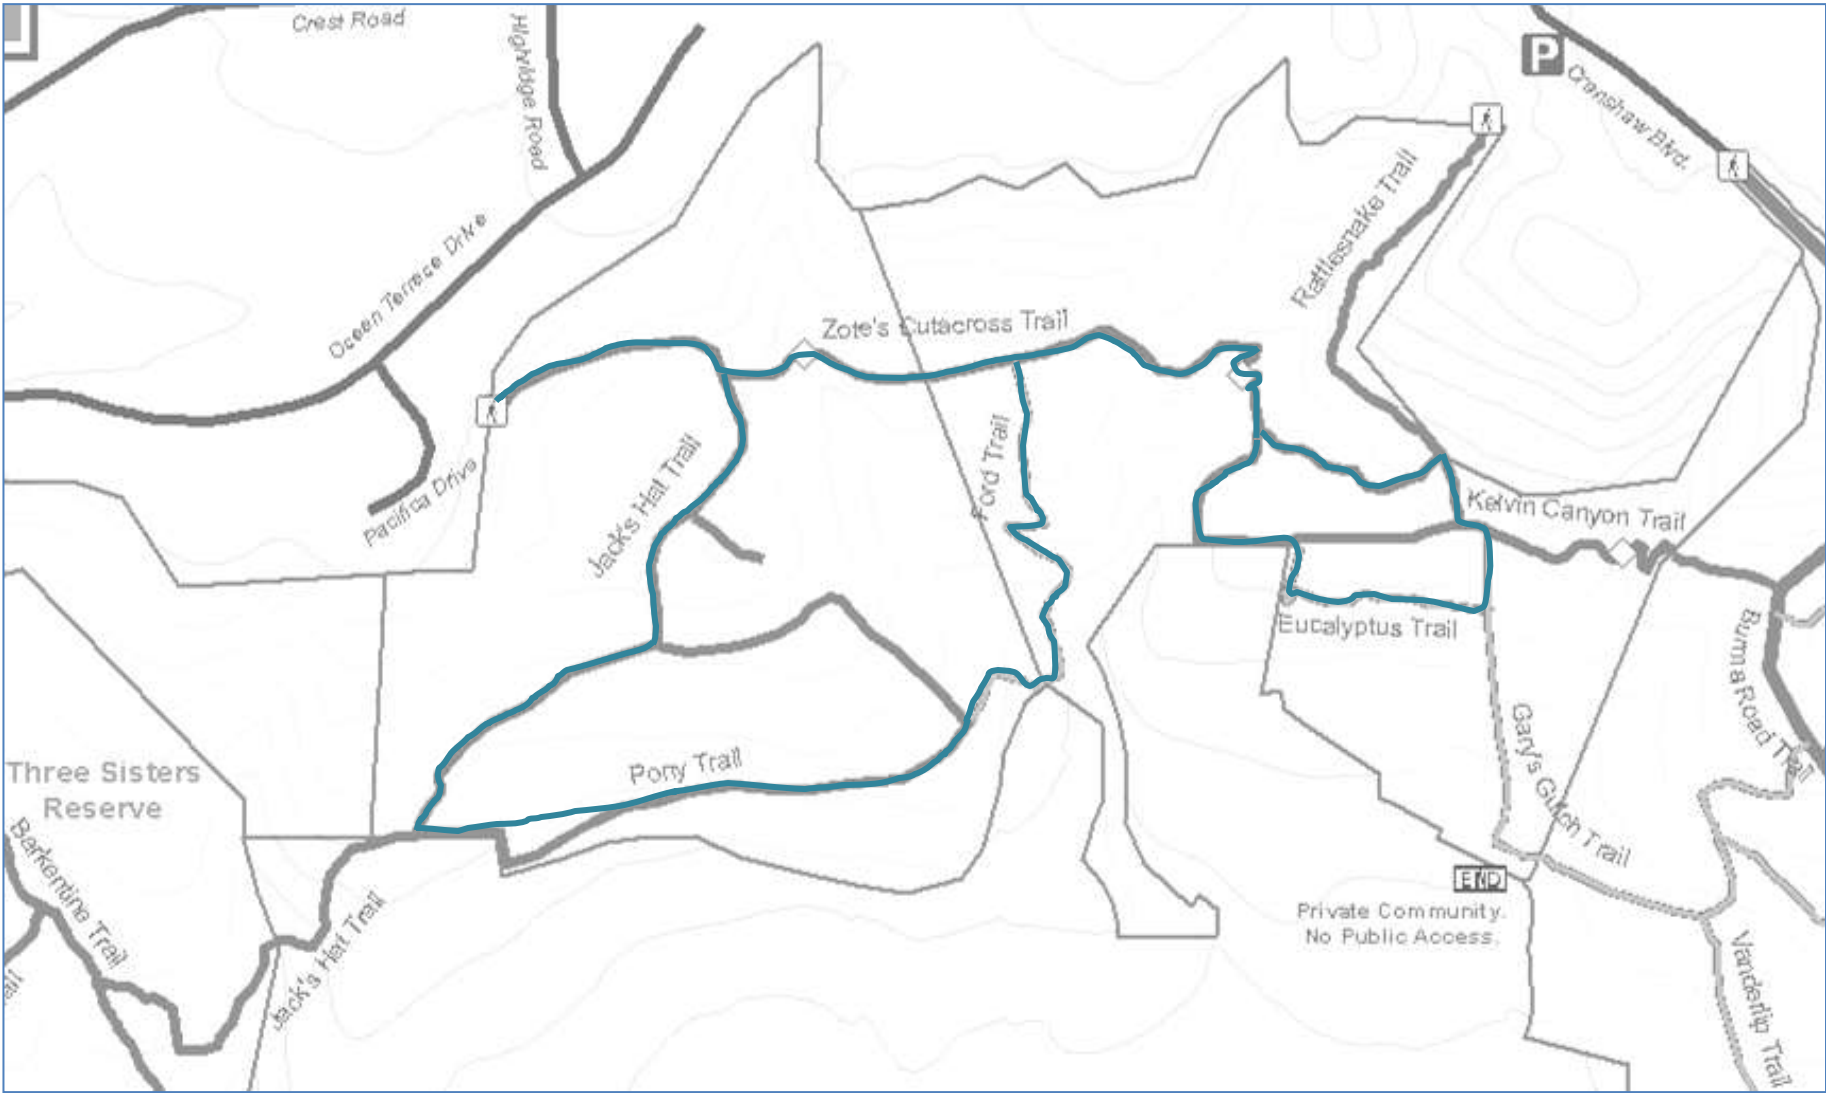 Crest Road
Highridge Road
P
Crenshaw Blvd.
Rattlesnake Trail
Ocean Terrace Drive
Zote's Cutacross Trail
Pacifica Drive
Jack's Hat Trail
Ford Trail
Kelvin Canyon Trail
Eucalyptus Trail
Burma Road Trail
Gary's Gulch Trail
Pony Trail
Three Sisters
Reserve
Barkentine Trail
Jack's Hat Trail
END
Private Community.
No Public Access.
Vanderlip Trail